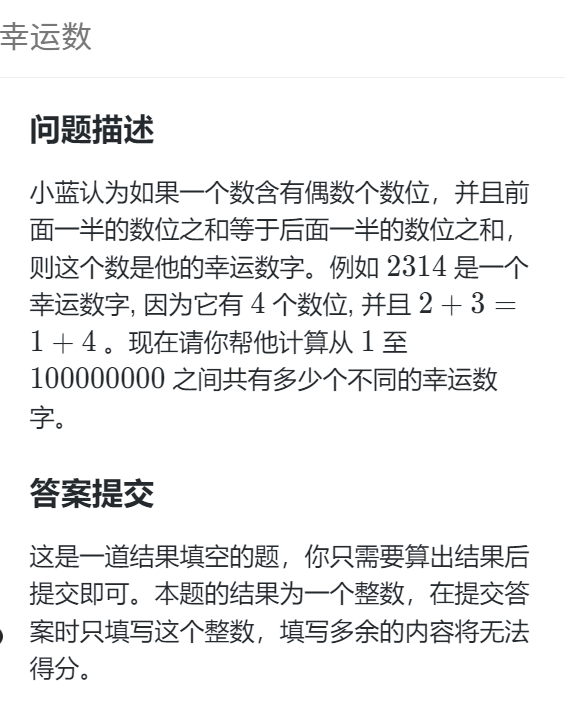 幸运数
问题描述
小蓝认为如果一个数含有偶数个数位，并且前
面一半的数位之和等于后面一半的数位之和，
则这个数是他的幸运数字。例如 2314 是一个
幸运数字, 因为它有 4 个数位, 并且 2 + 3 =
1 + 4 。现在请你帮他计算从 1 至
100000000 之间共有多少个不同的幸运数
字。
答案提交
这是一道结果填空的题，你只需要算出结果后
提交即可。本题的结果为一个整数，在提交答
案时只填写这个整数，填写多余的内容将无法
得分。